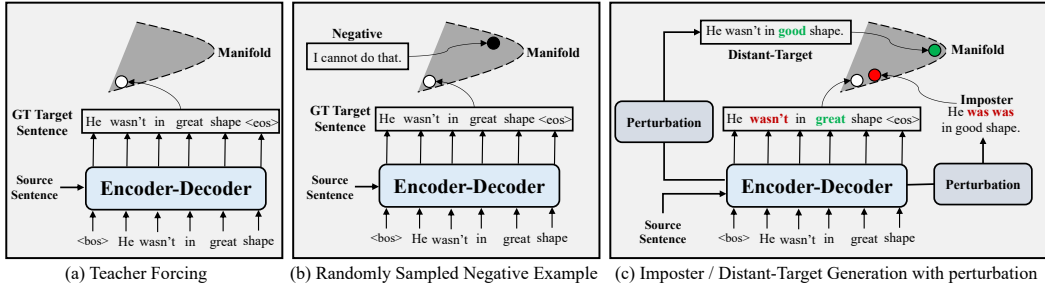 Manifold
GT Target
Sentence
He wasn't in great shape <eos>
Source
Sentence
Encoder-Decoder
<bos> He wasn't in great shape
(a) Teacher Forcing
Negative
I cannot do that.
Manifold
GT Target
Sentence
He wasn't in great shape <eos>
Source
Sentence
Encoder-Decoder
<bos> He wasn't in great shape
(b) Randomly Sampled Negative Example
He wasn't in good shape.
Distant-Target
Manifold
Imposter
He was was
in good shape.
Perturbation
He wasn't in great shape <eos>
Encoder-Decoder
Perturbation
Source
Sentence
<bos> He wasn't in great shape
(c) Imposter / Distant-Target Generation with perturbation